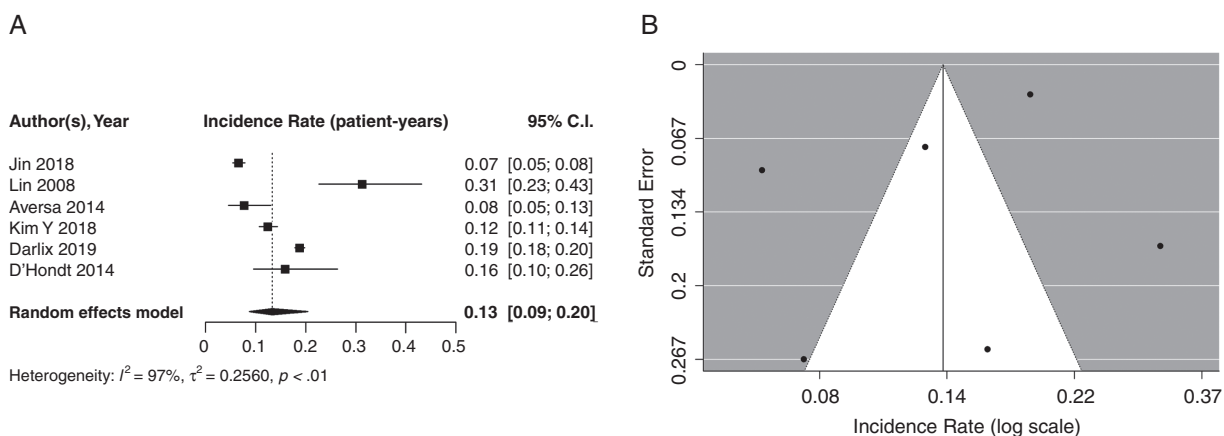 A
Author(s), Year Incidence Rate (patient-years) 95% C.I.
Jin 2018 0.07 [0.05; 0.08]
Lin 2008 0.31 [0.23; 0.43]
Aversa 2014 0.08 [0.05; 0.13]
Kim Y 2018 0.12 [0.11; 0.14]
Darlix 2019 0.19 [0.18; 0.20]
D'Hondt 2014 0.16 [0.10; 0.26]
Random effects model 0.13 [0.09; 0.20]
0 0.1 0.2 0.3 0.4 0.5
Heterogeneity: I² = 97%, τ² = 0.2560, p < .01
B
Standard Error
0
0.067
0.134
0.2
0.267
0.08 0.14 0.22 0.37
Incidence Rate (log scale)